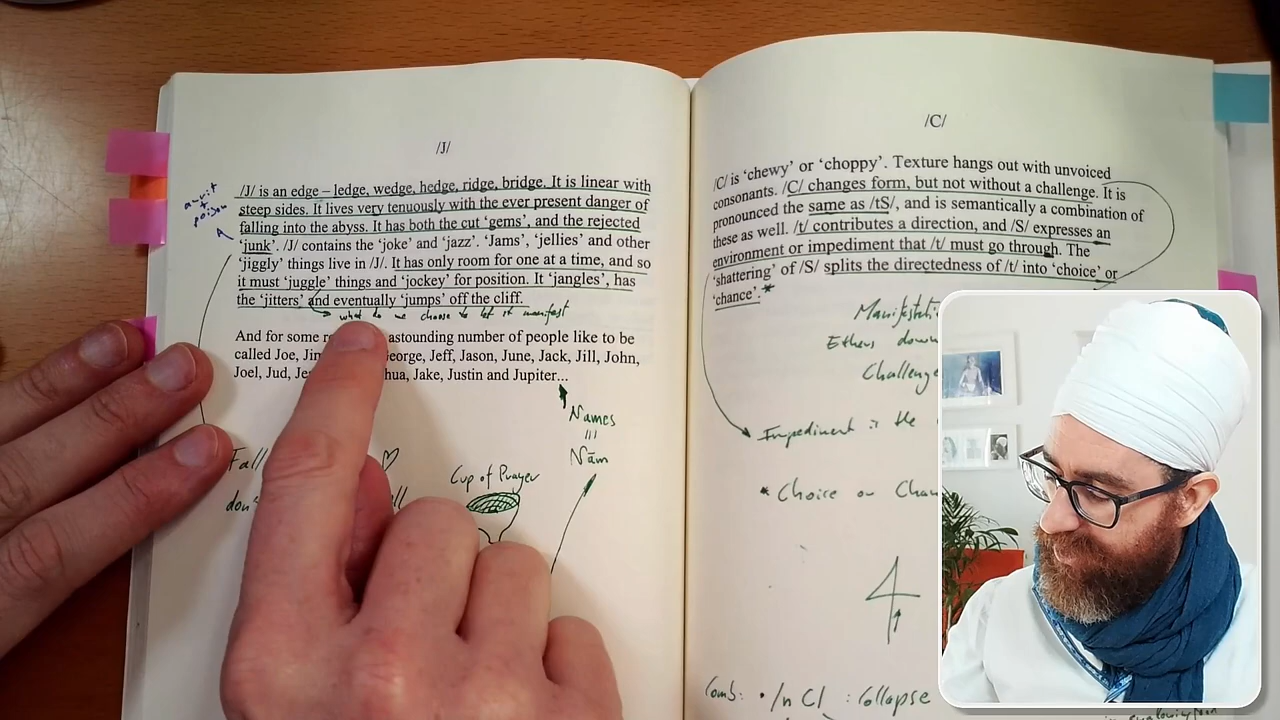 /J/
/J/ is an edge – ledge, wedge, hedge, ridge, bridge. It is linear with
steep sides. It lives very tenuously with the ever present danger of
falling into the abyss. It has both the cut ‘gems’, and the rejected
‘junk’. /J/ contains the ‘joke’ and ‘jazz’. ‘Jams’, ‘jellies’ and other
‘jiggly’ things live in /J/. It has only room for one at a time, and so
it must ‘juggle’ things and ‘jockey’ for position. It ‘jangles’, has
the ‘jitters’ and eventually ‘jumps’ off the cliff.
what do we choose to let it manifest
And for some astounding number of people like to be
called Joe, George, Jeff, Jason, June, Jack, Jill, John,
Joel, Jud, Jake, Justin and Jupiter...
amrit
+
poison
Names
Nām
Cup of Prayer
/C/
/C/ is ‘chewy’ or ‘choppy’. Texture hangs out with unvoiced
consonants. /C/ changes form, but not without a challenge. It is
pronounced the same as /tS/, and is semantically a combination of
these as well. /t/ contributes a direction, and /S/ expresses an
environment or impediment that /t/ must go through. The
‘shattering’ of /S/ splits the directedness of /t/ into ‘choice’ or
‘chance’.*
Ethers
Challenge
Impediment is the
* Choice or
Comb: • /n C/ : Collapse